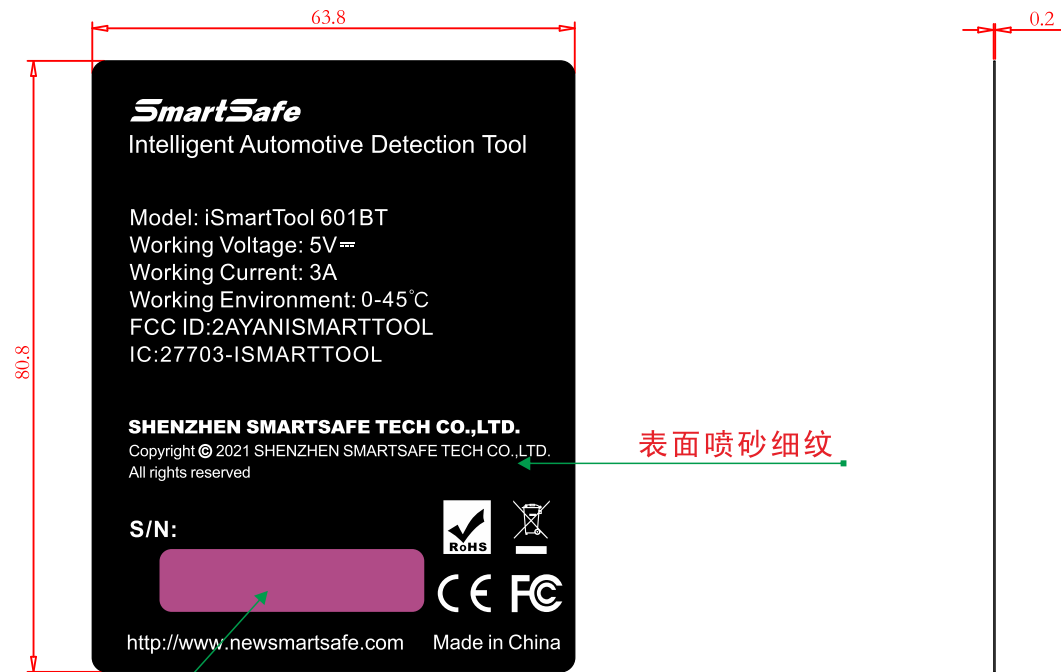 63.8
0.2
80.8
SmartSafe
Intelligent Automotive Detection Tool
Model: iSmartTool 601BT
Working Voltage: 5V⎓
Working Current: 3A
Working Environment: 0-45°C
FCC ID:2AYANISMARTTOOL
IC:27703-ISMARTTOOL
SHENZHEN SMARTSAFE TECH CO.,LTD.
Copyright © 2021 SHENZHEN SMARTSAFE TECH CO.,LTD.
All rights reserved
表面喷砂细纹
S/N:
RoHS
CE FC
http://www.newsmartsafe.com Made in China